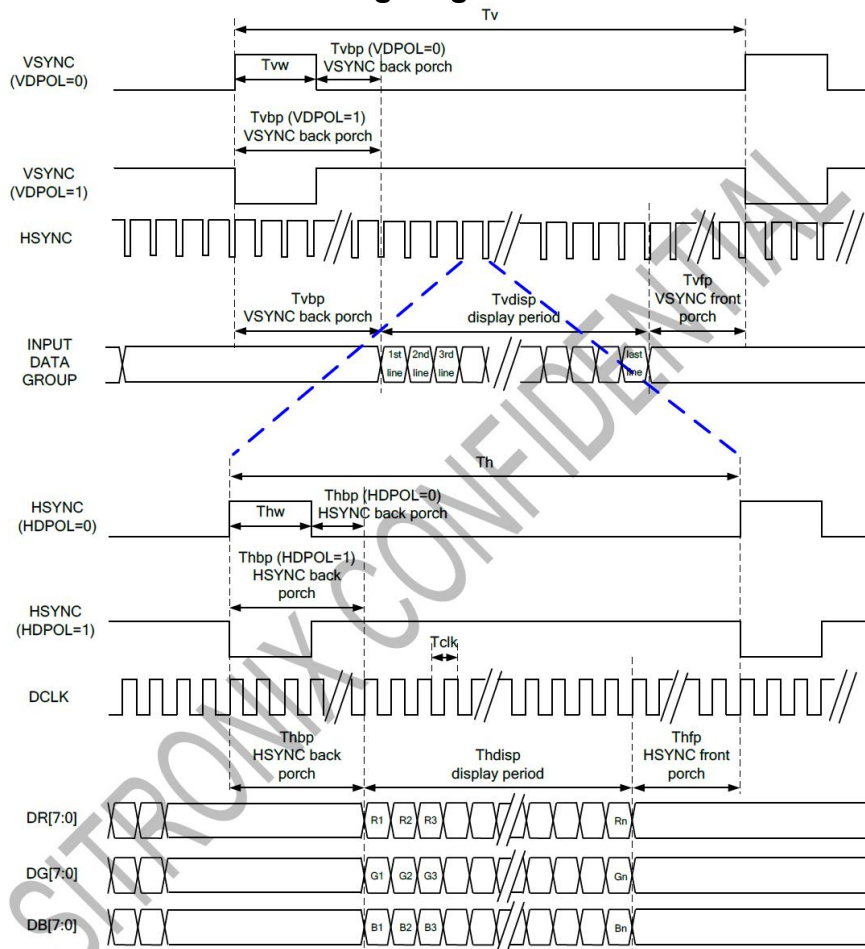 Tv
VSYNC
(VDPOL=0)
Tvw
Tvbp (VDPOL=0)
VSYNC back porch
Tvbp (VDPOL=1)
VSYNC back porch
VSYNC
(VDPOL=1)
HSYNC
Tvbp
VSYNC back porch
Tvdisp
display period
Tvfp
VSYNC front
porch
INPUT
DATA
GROUP
1st
line
2nd
line
3rd
line
last
line
Th
HSYNC
(HDPOL=0)
Thw
Thbp (HDPOL=0)
HSYNC back porch
Thbp (HDPOL=1)
HSYNC back
porch
HSYNC
(HDPOL=1)
Tclk
DCLK
Thbp
HSYNC back
porch
Thdisp
display period
Thfp
HSYNC front
porch
DR[7:0] R1 R2 R3 Rn
DG[7:0] G1 G2 G3 Gn
DB[7:0] B1 B2 B3 Bn
SITRONIX CONFIDENTIAL